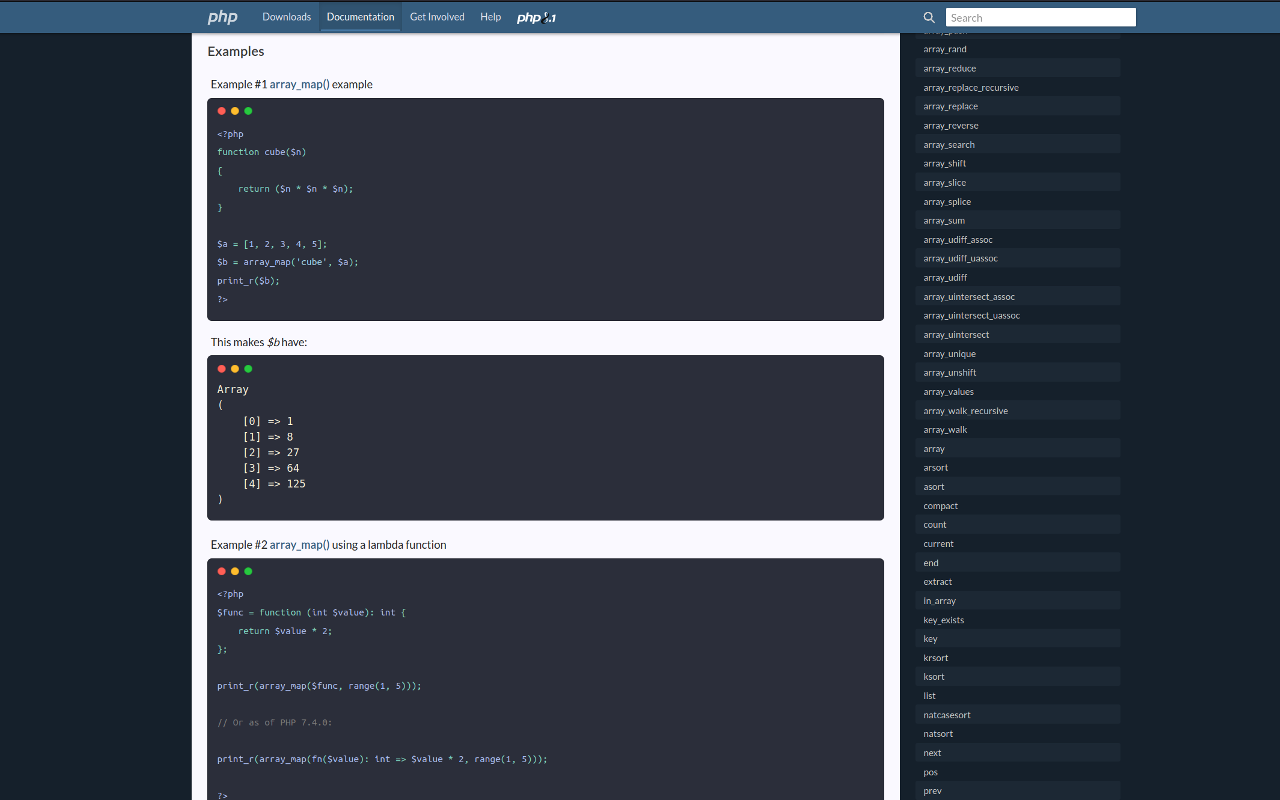 php
Downloads
Documentation
Get Involved
Help
php 8.1
Search
Examples
Example #1 array_map() example
<?php
function cube($n)
{
    return ($n * $n * $n);
}
$a = [1, 2, 3, 4, 5];
$b = array_map('cube', $a);
print_r($b);
?>
This makes $b have:
Array
(
    [0] => 1
    [1] => 8
    [2] => 27
    [3] => 64
    [4] => 125
)
Example #2 array_map() using a lambda function
<?php
$func = function (int $value): int {
    return $value * 2;
};
print_r(array_map($func, range(1, 5)));
// Or as of PHP 7.4.0:
print_r(array_map(fn($value): int => $value * 2, range(1, 5)));
?>
array_rand
array_reduce
array_replace_recursive
array_replace
array_reverse
array_search
array_shift
array_slice
array_splice
array_sum
array_udiff_assoc
array_udiff_uassoc
array_udiff
array_uintersect_assoc
array_uintersect_uassoc
array_uintersect
array_unique
array_unshift
array_values
array_walk_recursive
array_walk
array
arsort
asort
compact
count
current
end
extract
in_array
key_exists
key
krsort
ksort
list
natcasesort
natsort
next
pos
prev